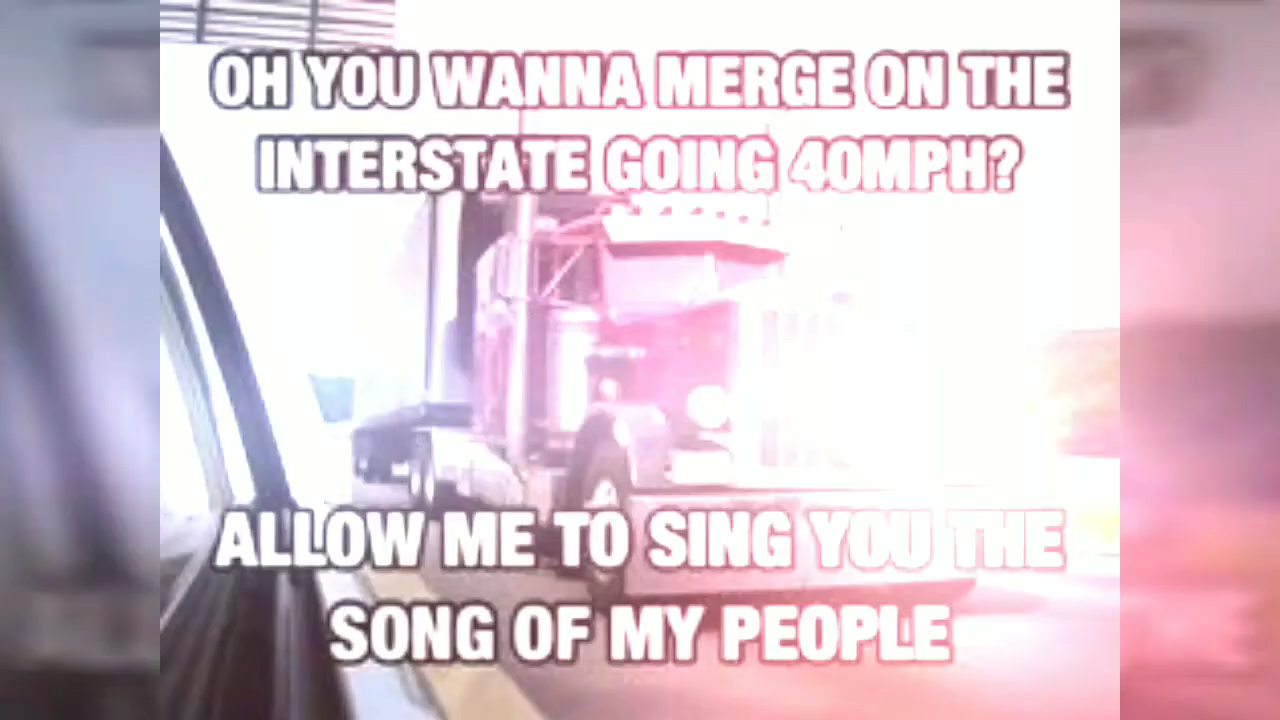 OH YOU WANNA MERGE ON THE
INTERSTATE GOING 40MPH?
ALLOW ME TO SING YOU THE
SONG OF MY PEOPLE